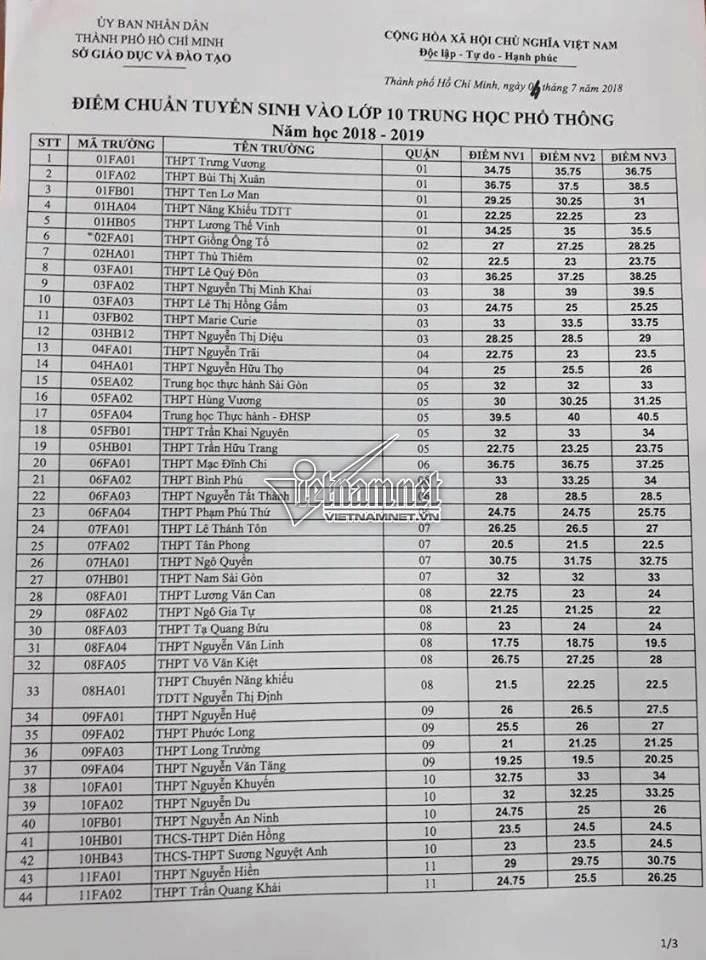 ỦY BAN NHÂN DÂN
THÀNH PHỐ HỒ CHÍ MINH
SỞ GIÁO DỤC VÀ ĐÀO TẠO
CỘNG HÒA XÃ HỘI CHỦ NGHĨA VIỆT NAM
Độc lập - Tự do - Hạnh phúc
Thành phố Hồ Chí Minh, ngày tháng 7 năm 2018
ĐIỂM CHUẨN TUYỂN SINH VÀO LỚP 10 TRUNG HỌC PHỔ THÔNG
Năm học 2018 - 2019
STT MÃ TRƯỜNG TÊN TRƯỜNG QUẬN ĐIỂM NV1 ĐIỂM NV2 ĐIỂM NV3
1 01FA01 THPT Trưng Vương 01 34.75 35.75 36.75
2 01FA02 THPT Bùi Thị Xuân 01 36.75 37.5 38.5
3 01FB01 THPT Ten Lơ Man 01 29.25 30.25 31
4 01HA04 THPT Năng Khiếu TDTT 01 22.25 22.25 23
5 01HB05 THPT Lương Thế Vinh 01 34.25 35 35.5
6 02FA01 THPT Giồng Ông Tố 02 27 27.25 28.25
7 02HA01 THPT Thủ Thiêm 02 22.5 23 23.75
8 03FA01 THPT Lê Quý Đôn 03 36.25 37.25 38.25
9 03FA02 THPT Nguyễn Thị Minh Khai 03 38 39 39.5
10 03FA03 THPT Lê Thị Hồng Gấm 03 24.75 25 25.25
11 03FB02 THPT Marie Curie 03 33 33.5 33.75
12 03HB12 THPT Nguyễn Thị Diệu 03 28.25 28.5 29
13 04FA01 THPT Nguyễn Trãi 04 22.75 23 23.5
14 04HA01 THPT Nguyễn Hữu Thọ 04 25 25.5 26
15 05EA02 Trung học thực hành Sài Gòn 05 32 32 33
16 05FA02 THPT Hùng Vương 05 30 30.25 31.25
17 05FA04 Trung học Thực hành - ĐHSP 05 39.5 40 40.5
18 05FB01 THPT Trần Khai Nguyên 05 32 33 34
19 05HB01 THPT Trần Hữu Trang 05 22.75 23.25 23.75
20 06FA01 THPT Mạc Đĩnh Chi 06 36.75 36.75 37.25
21 06FA02 THPT Bình Phú 33 33.25 34
22 06FA03 THPT Nguyễn Tất Thành 28 28.5 28.5
23 06FA04 THPT Phạm Phú Thứ 24.75 24.75 25.75
24 07FA01 THPT Lê Thánh Tôn 07 26.25 26.5 27
25 07FA02 THPT Tân Phong 07 20.5 21.5 22.5
26 07HA01 THPT Ngô Quyền 07 30.75 31.75 32.75
27 07HB01 THPT Nam Sài Gòn 07 32 32 33
28 08FA01 THPT Lương Văn Can 08 22.75 23 24
29 08FA02 THPT Ngô Gia Tự 08 21.25 21.25 22
30 08FA03 THPT Tạ Quang Bửu 08 23 24 24
31 08FA04 THPT Nguyễn Văn Linh 08 17.75 18.75 19.5
32 08FA05 THPT Võ Văn Kiệt 08 26.75 27.25 28
33 08HA01 THPT Chuyên Năng khiếu TDTT Nguyễn Thị Định 08 21.5 22.25 22.5
34 09FA01 THPT Nguyễn Huệ 09 26 26.5 27.5
35 09FA02 THPT Phước Long 09 25.5 26 27
36 09FA03 THPT Long Trường 09 21 21.25 21.25
37 09FA04 THPT Nguyễn Văn Tăng 09 19.25 19.5 20.25
38 10FA01 THPT Nguyễn Khuyến 10 32.75 33 34
39 10FA02 THPT Nguyễn Du 10 32 32.25 33.25
40 10FB01 THPT Nguyễn An Ninh 10 24.75 25 26
41 10HB01 THCS-THPT Diên Hồng 10 23.5 24.5 24.5
42 10HB43 THCS-THPT Sương Nguyệt Anh 10 23 23.5 24.5
43 11FA01 THPT Nguyễn Hiền 11 29 29.75 30.75
44 11FA02 THPT Trần Quang Khải 11 24.75 25.5 26.25
Vietnamnet
VIETNAMNET.VN
1/3